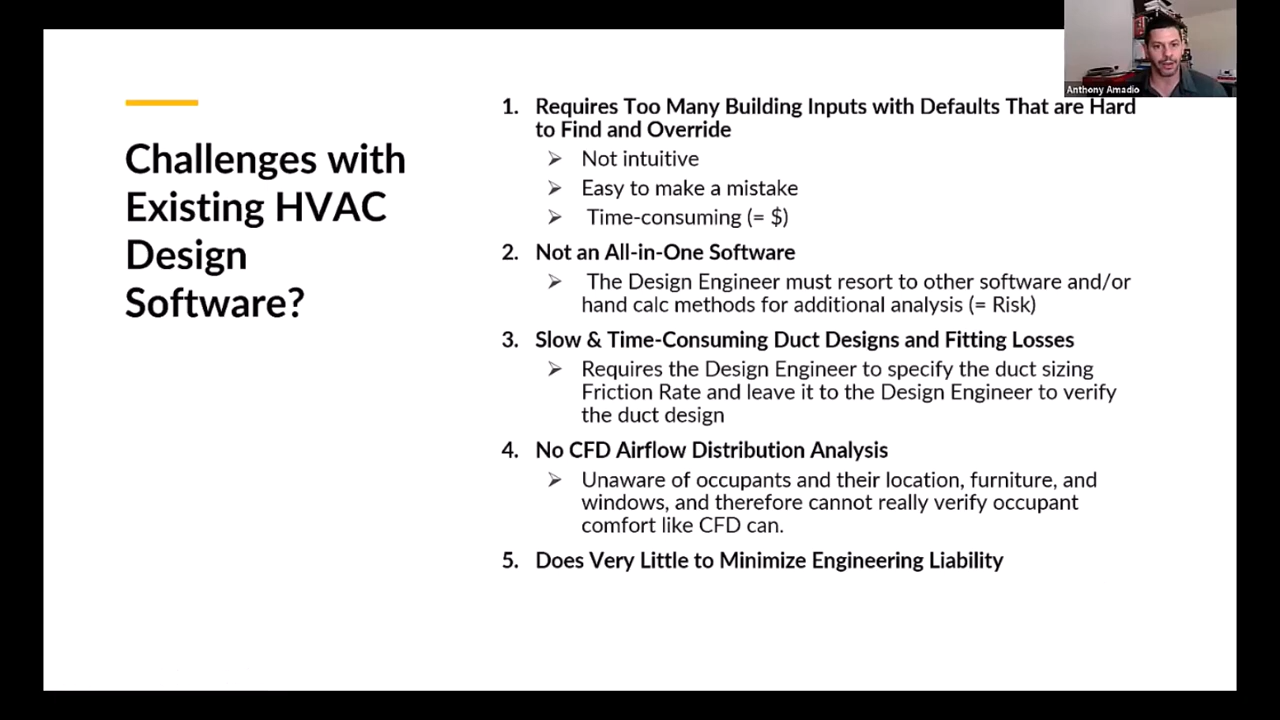 Anthony Amadio
Challenges with
Existing HVAC
Design
Software?
1. Requires Too Many Building Inputs with Defaults That are Hard
to Find and Override
➢ Not intuitive
➢ Easy to make a mistake
➢ Time-consuming (= $)
2. Not an All-in-One Software
➢ The Design Engineer must resort to other software and/or
hand calc methods for additional analysis (= Risk)
3. Slow & Time-Consuming Duct Designs and Fitting Losses
➢ Requires the Design Engineer to specify the duct sizing
Friction Rate and leave it to the Design Engineer to verify
the duct design
4. No CFD Airflow Distribution Analysis
➢ Unaware of occupants and their location, furniture, and
windows, and therefore cannot really verify occupant
comfort like CFD can.
5. Does Very Little to Minimize Engineering Liability